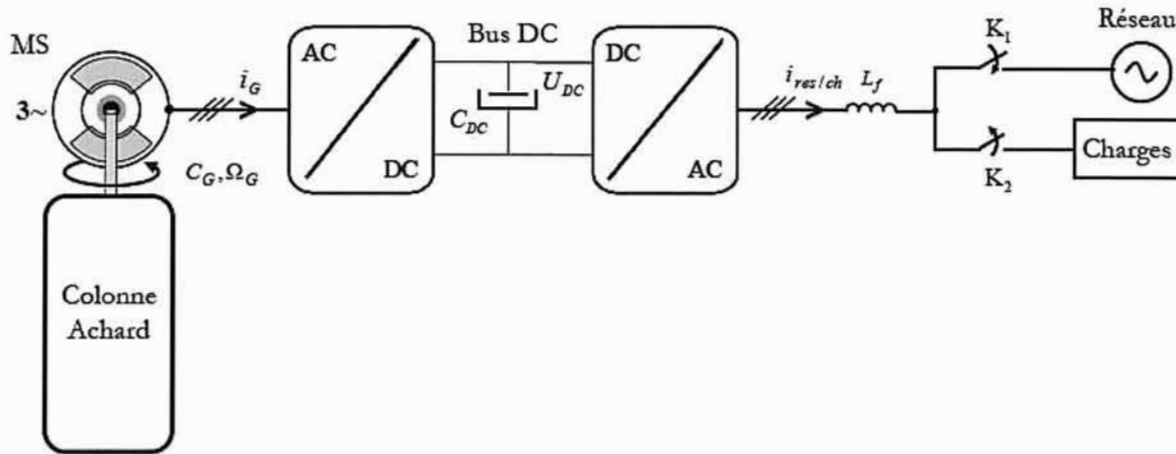 MS
3~
i_G
C_G, Ω_G
Colonne
Achard
AC
DC
Bus DC
U_DC
C_DC
DC
AC
i_res/ch
L_f
K_1
Réseau
K_2
Charges